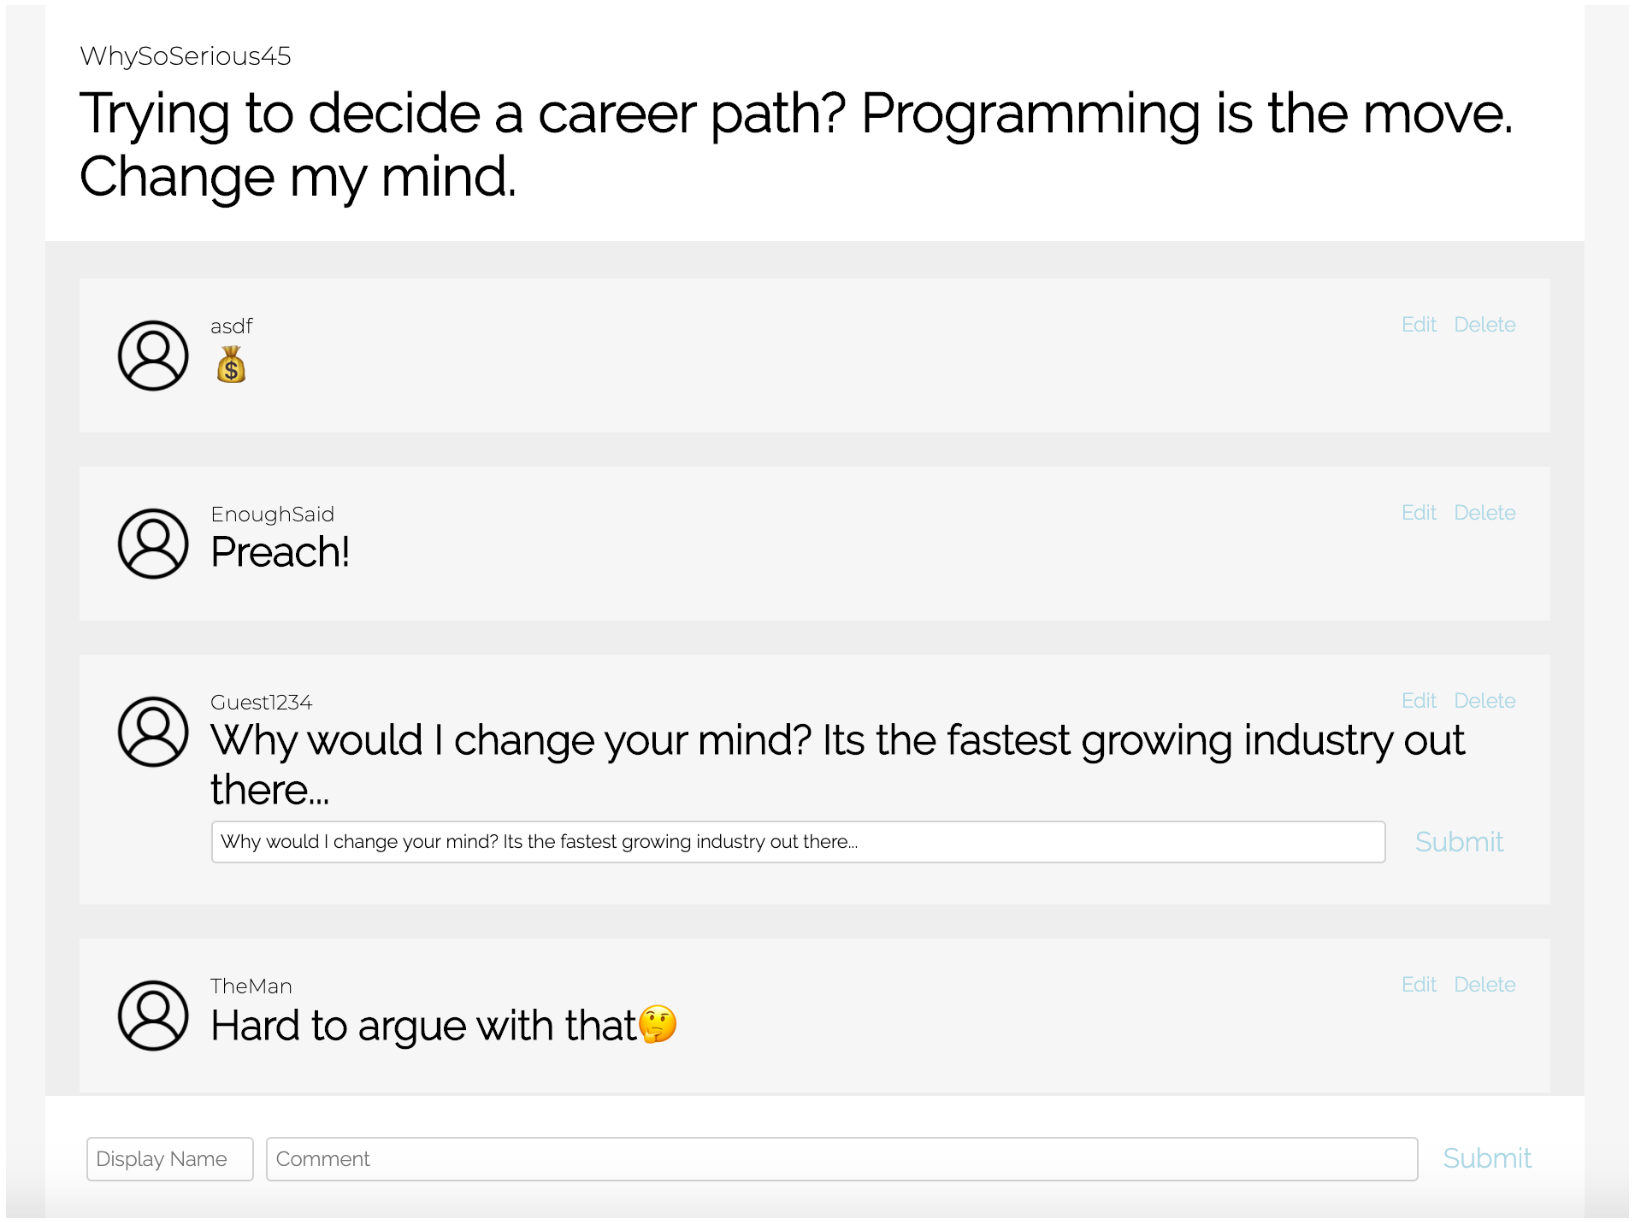 WhySoSerious45
Trying to decide a career path? Programming is the move.
Change my mind.
asdf
Edit Delete
💰
EnoughSaid
Edit Delete
Preach!
Guest1234
Edit Delete
Why would I change your mind? Its the fastest growing industry out
there...
Why would I change your mind? Its the fastest growing industry out there...
Submit
TheMan
Edit Delete
Hard to argue with that🤔
Display Name
Comment
Submit